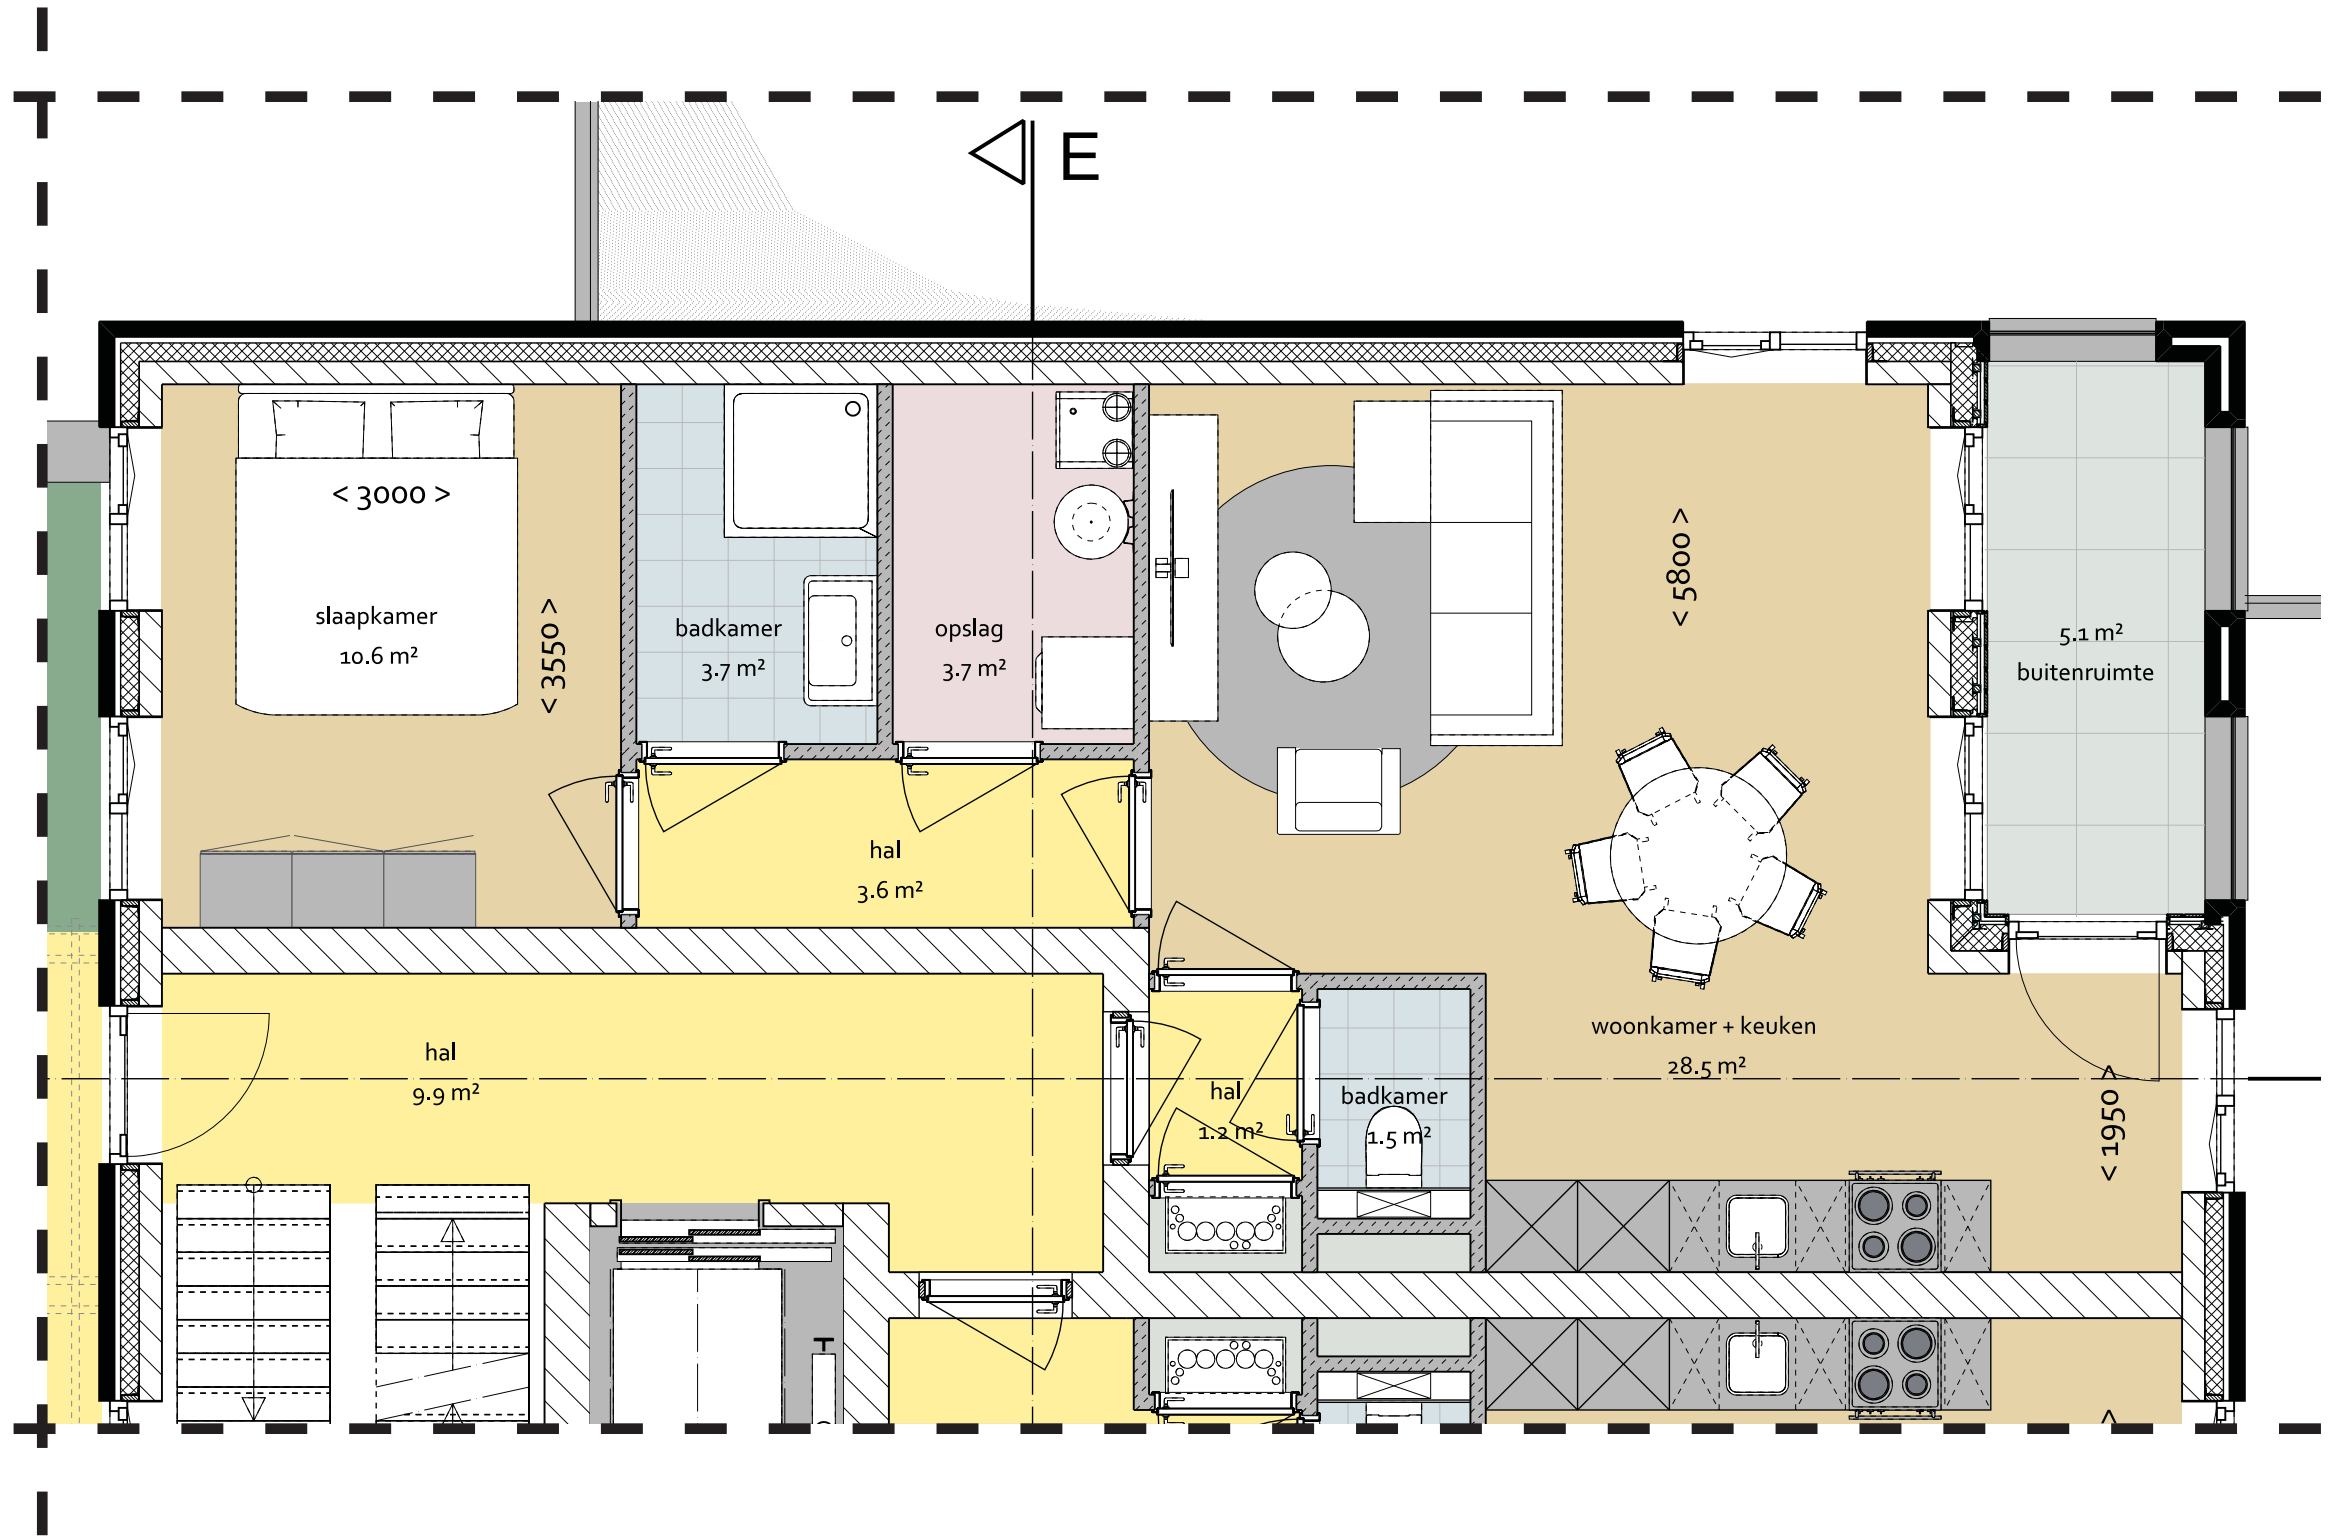 E
< 3000 >
slaapkamer
10.6 m²
< 3550 >
badkamer
3.7 m²
opslag
3.7 m²
< 5800 >
5.1 m²
buitenruimte
hal
3.6 m²
woonkamer + keuken
28.5 m²
hal
9.9 m²
hal
1.2 m²
badkamer
1.5 m²
< 1950 >